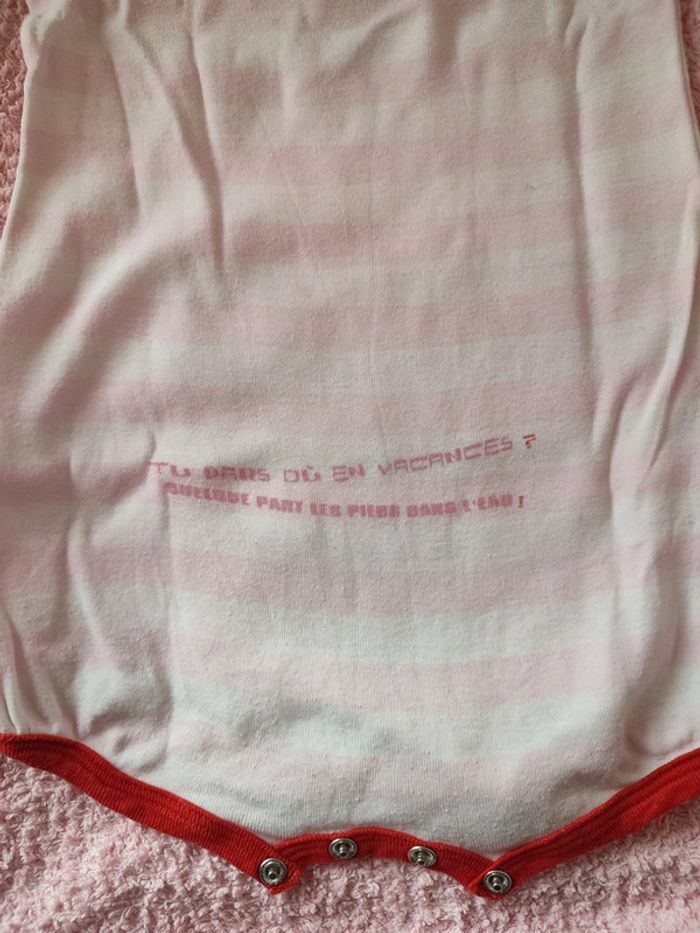 TU PARS OÙ EN VACANCES ?
QUELQUE PART LES PIEDS DANS L'EAU !